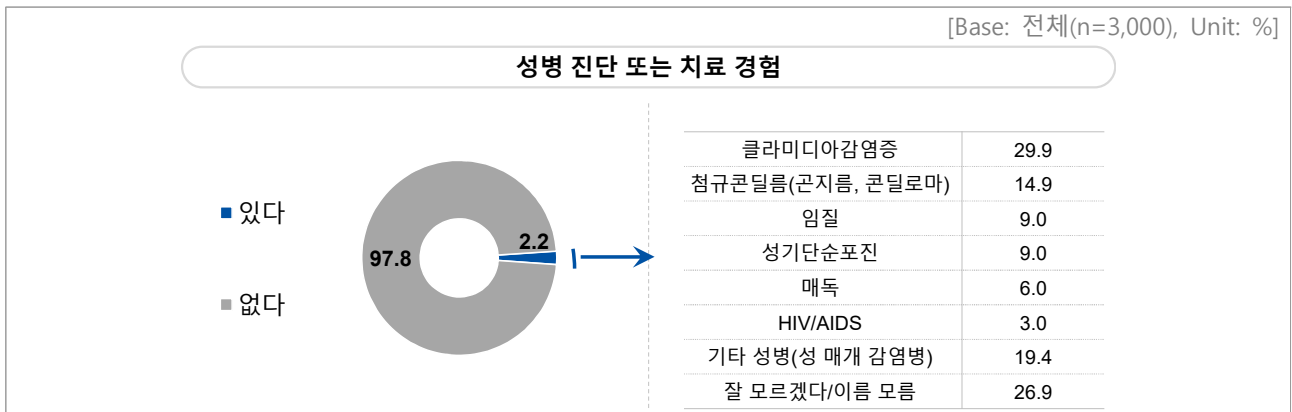 [Base: 전체(n=3,000), Unit: %]
성병 진단 또는 치료 경험
있다
없다
97.8
2.2
클라미디아감염증 29.9
첨규콘딜름(곤지름, 콘딜로마) 14.9
임질 9.0
성기단순포진 9.0
매독 6.0
HIV/AIDS 3.0
기타 성병(성 매개 감염병) 19.4
잘 모르겠다/이름 모름 26.9